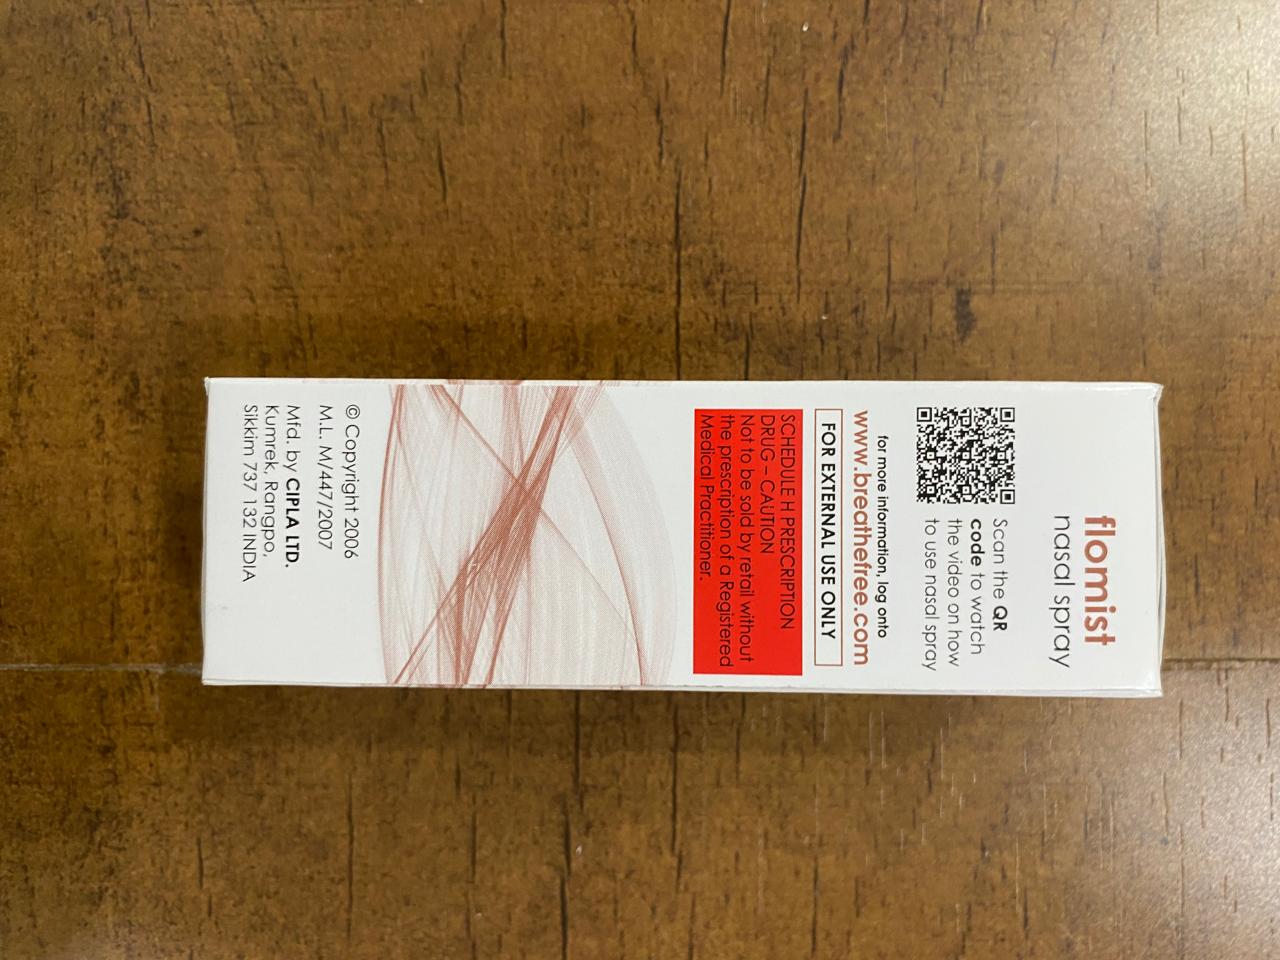 flomist
nasal spray
Scan the QR
code to watch
the video on how
to use nasal spray
for more information, log onto
www.breathefree.com
FOR EXTERNAL USE ONLY
SCHEDULE H PRESCRIPTION
DRUG – CAUTION
Not to be sold by retail without
the prescription of a Registered
Medical Practitioner.
© Copyright 2006
M.L. M/447/2007
Mfd. by CIPLA LTD.
Kumrek, Rangpo,
Sikkim 737 132 INDIA